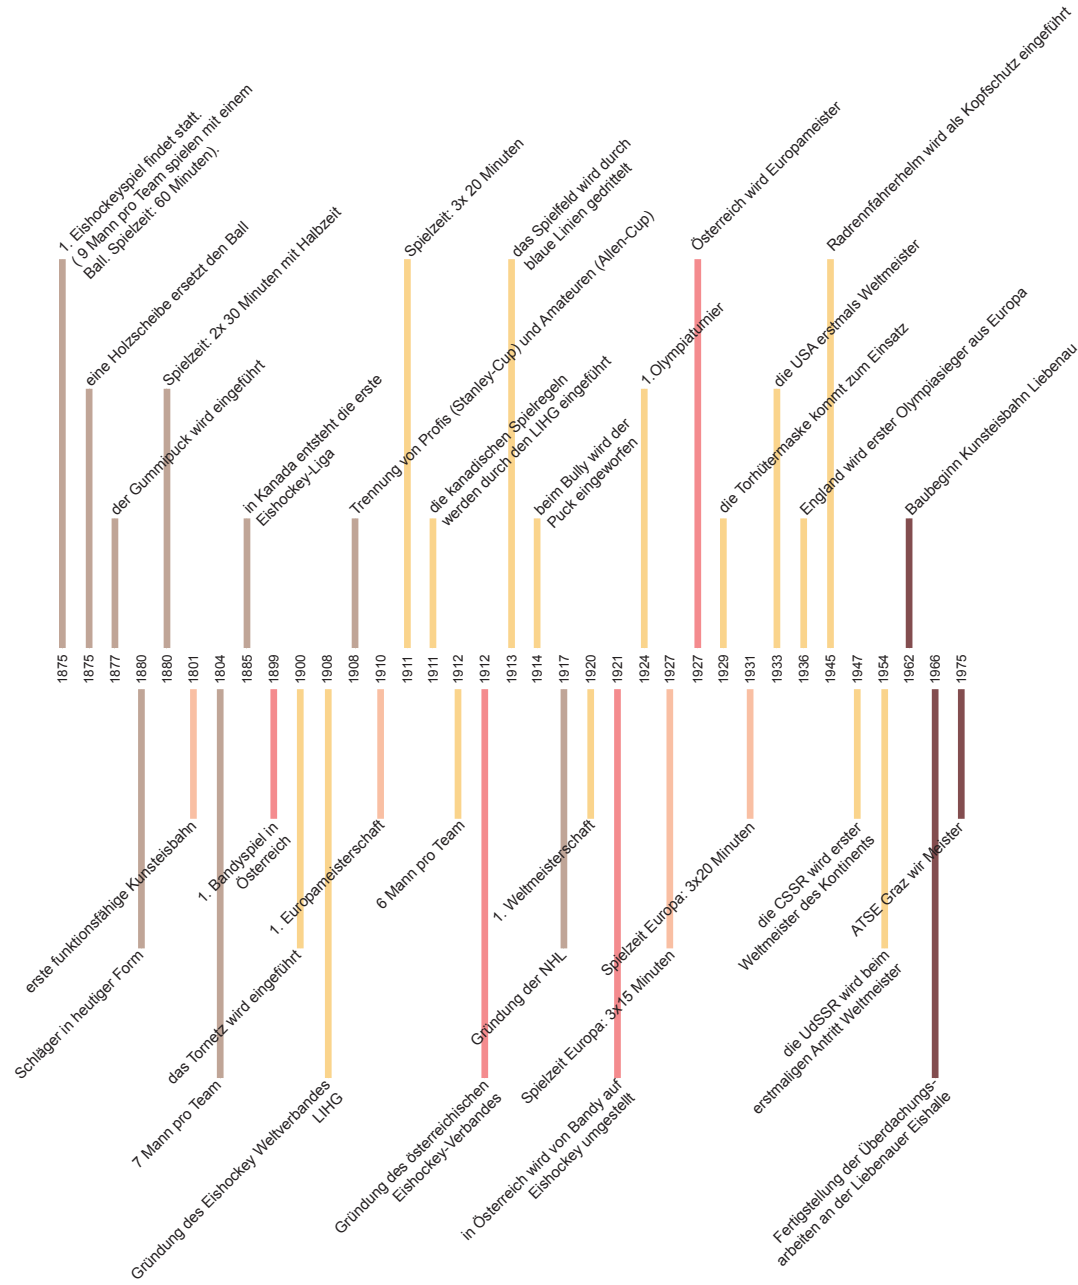 1. Eishockeyspiel findet statt.
( 9 Mann pro Team spielen mit einem
Ball. Spielzeit: 60 Minuten).
eine Holzscheibe ersetzt den Ball
der Gummipuck wird eingeführt
Spielzeit: 2x 30 Minuten mit Halbzeit
in Kanada entsteht die erste
Eishockey-Liga
Trennung von Profis (Stanley-Cup) und Amateuren (Allen-Cup)
Spielzeit: 3x 20 Minuten
die kanadischen Spielregeln
werden durch den LIHG eingeführt
das Spielfeld wird durch
blaue Linien gedrittelt
beim Bully wird der
Puck eingeworfen
1.Olympiaturnier
Österreich wird Europameister
die Torhütermaske kommt zum Einsatz
die USA erstmals Weltmeister
England wird erster Olympiasieger aus Europa
Radrennfahrerhelm wird als Kopfschutz eingeführt
Baubeginn Kunsteisbahn Liebenau
1875
1875
1877
1880
1880
1801
1804
1885
1899
1900
1908
1908
1910
1911
1911
1912
1912
1913
1914
1917
1920
1921
1924
1927
1927
1929
1931
1933
1936
1945
1947
1954
1962
1966
1975
Schläger in heutiger Form
erste funktionsfähige Kunsteisbahn
7 Mann pro Team
1. Bandyspiel in
Österreich
das Tornetz wird eingeführt
Gründung des Eishockey Weltverbandes
LIHG
1. Europameisterschaft
6 Mann pro Team
Gründung des österreichischen
Eishockey-Verbandes
Gründung der NHL
1. Weltmeisterschaft
in Österreich wird von Bandy auf
Eishockey umgestellt
Spielzeit Europa: 3x15 Minuten
Spielzeit Europa: 3x20 Minuten
die CSSR wird erster
Weltmeister des Kontinents
die UdSSR wird beim
erstmaligen Antritt Weltmeister
Fertigstellung der Überdachungs-
arbeiten an der Liebenauer Eishalle
ATSE Graz wir Meister